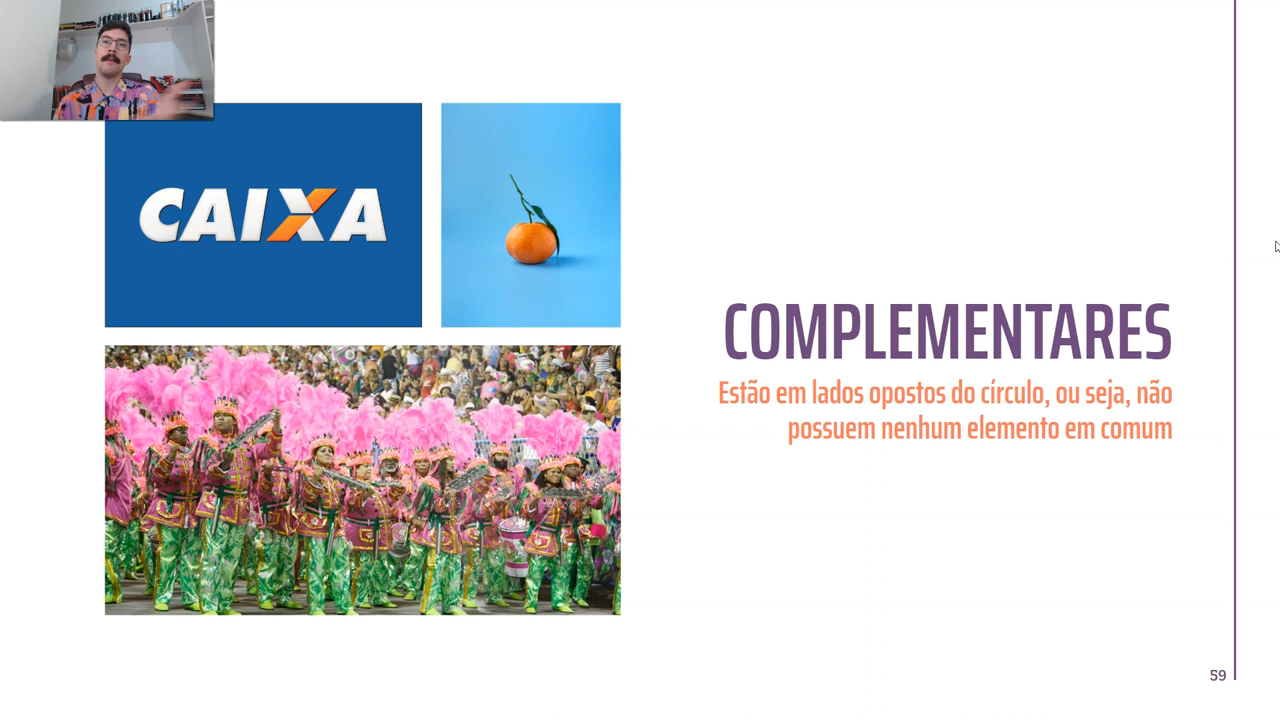 CAIXA
COMPLEMENTARES
Estão em lados opostos do círculo, ou seja, não
possuem nenhum elemento em comum
59